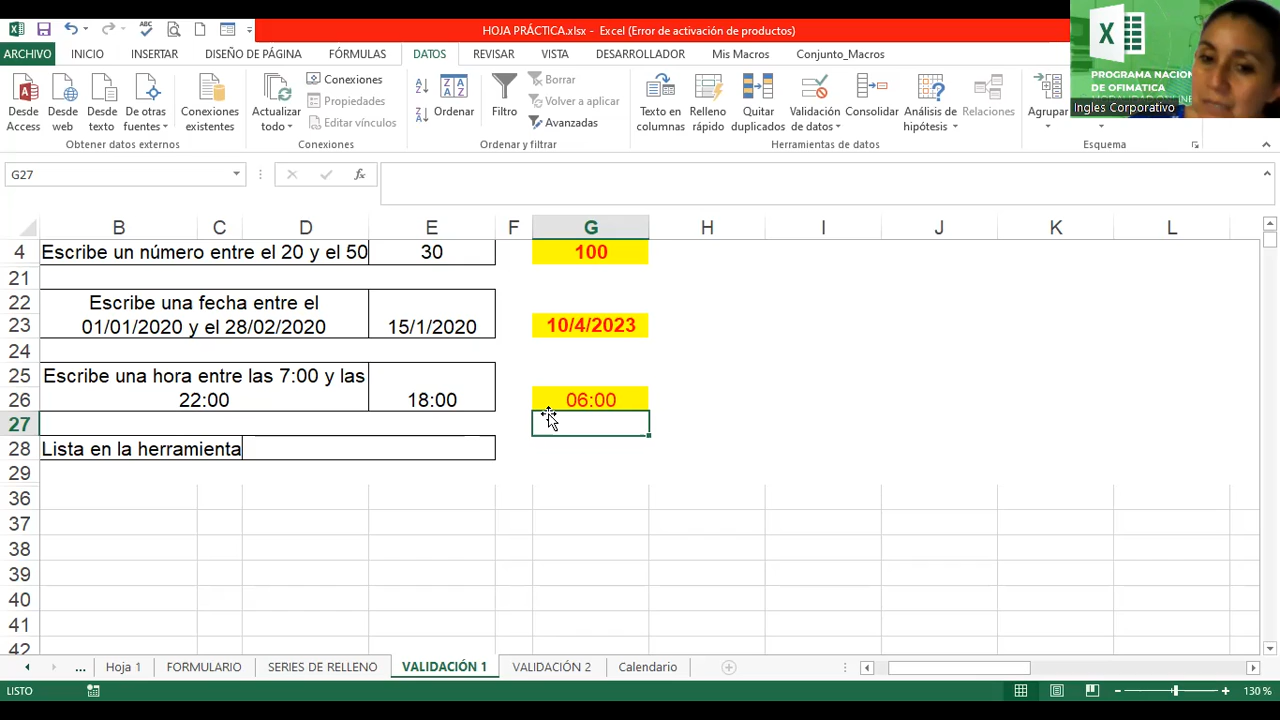 HOJA PRÁCTICA.xlsx - Excel (Error de activación de productos)
ARCHIVO INICIO INSERTAR DISEÑO DE PÁGINA FÓRMULAS DATOS REVISAR VISTA DESARROLLADOR Mis Macros Conjunto_Macros
PROGRAMA NACION
DE OFIMATICA
Ingles Corporativo
Desde Access
Desde web
Desde texto
De otras fuentes
Conexiones existentes
Obtener datos externos
Actualizar todo
Conexiones
Propiedades
Editar vínculos
Conexiones
Ordenar
Filtro
Borrar
Volver a aplicar
Avanzadas
Ordenar y filtrar
Texto en columnas
Relleno rápido
Quitar duplicados
Validación de datos
Consolidar
Análisis de hipótesis
Relaciones
Herramientas de datos
Agrupar
Esquema
G27
fx
B C D E F G H I J K L
4 Escribe un número entre el 20 y el 50 30 100
21
22 Escribe una fecha entre el
23 01/01/2020 y el 28/02/2020 15/1/2020 10/4/2023
24
25 Escribe una hora entre las 7:00 y las
26 22:00 18:00 06:00
27
28 Lista en la herramienta
29
36
37
38
39
40
41
42
... Hoja 1 FORMULARIO SERIES DE RELLENO VALIDACIÓN 1 VALIDACIÓN 2 Calendario
LISTO 130 %